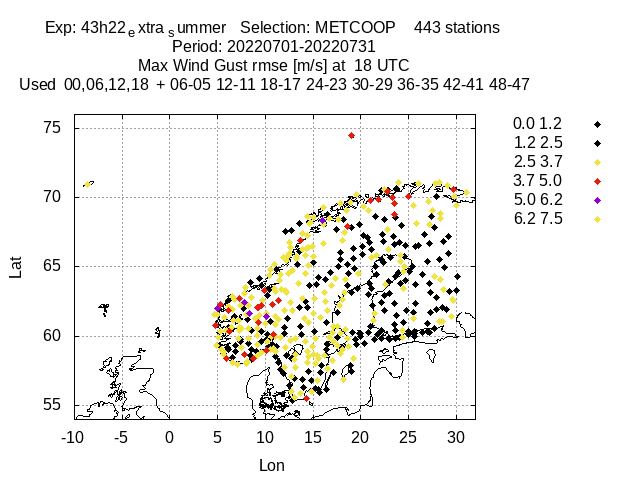 Exp: 43h22extrasummer Selection: METCOOP 443 stations
Period: 20220701-20220731
Max Wind Gust rmse [m/s] at 18 UTC
Used 00,06,12,18 + 06-05 12-11 18-17 24-23 30-29 36-35 42-41 48-47
0.0 1.2
1.2 2.5
2.5 3.7
3.7 5.0
5.0 6.2
6.2 7.5
75
70
65
60
55
Lat
-10 -5 0 5 10 15 20 25 30
Lon